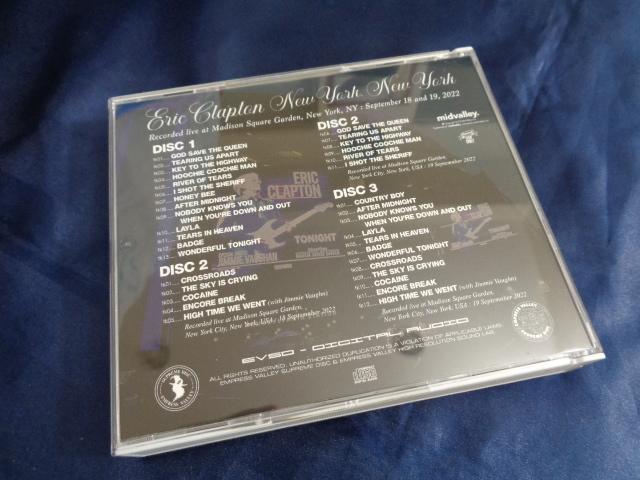 Eric Clapton New York New York
Recorded live at Madison Square Garden, New York, NY : September 18 and 19, 2022
DISC 1
GOD SAVE THE QUEEN
TEARING US APART
KEY TO THE HIGHWAY
HOOCHIE COOCHIE MAN
RIVER OF TEARS
I SHOT THE SHERIFF
HONEY BEE
AFTER MIDNIGHT
NOBODY KNOWS YOU
WHEN YOU'RE DOWN AND OUT
LAYLA
TEARS IN HEAVEN
BADGE
WONDERFUL TONIGHT
DISC 2
CROSSROADS
THE SKY IS CRYING
COCAINE
ENCORE BREAK
HIGH TIME WE WENT (with Jimmie Vaughn)
Recorded live at Madison Square Garden,
New York City, New York, USA : 18 September 2022
DISC 2
GOD SAVE THE QUEEN
TEARING US APART
KEY TO THE HIGHWAY
HOOCHIE COOCHIE MAN
RIVER OF TEARS
I SHOT THE SHERIFF
Recorded live at Madison Square Garden,
New York City, New York, USA : 19 September 2022
DISC 3
COUNTRY BOY
AFTER MIDNIGHT
NOBODY KNOWS YOU
WHEN YOU'RE DOWN AND OUT
LAYLA
TEARS IN HEAVEN
BADGE
WONDERFUL TONIGHT
CROSSROADS
THE SKY IS CRYING
COCAINE
ENCORE BREAK
HIGH TIME WE WENT (with Jimmie Vaughn)
Recorded live at Madison Square Garden,
New York City, New York, USA : 19 September 2022
midvalley.
ERIC
CLAPTON
JIMMIE VAUGHAN
TONIGHT
EVSD - DIGITAL AUDIO
ALL RIGHTS RESERVED. UNAUTHORIZED DUPLICATION IS A VIOLATION OF APPLICABLE LAWS.
EMPRESS VALLEY SUPREME DISC & EMPRESS VALLEY HIGH RESOLUTION SOUND LAB.
SUPREME DISC
EMPRESS VALLEY